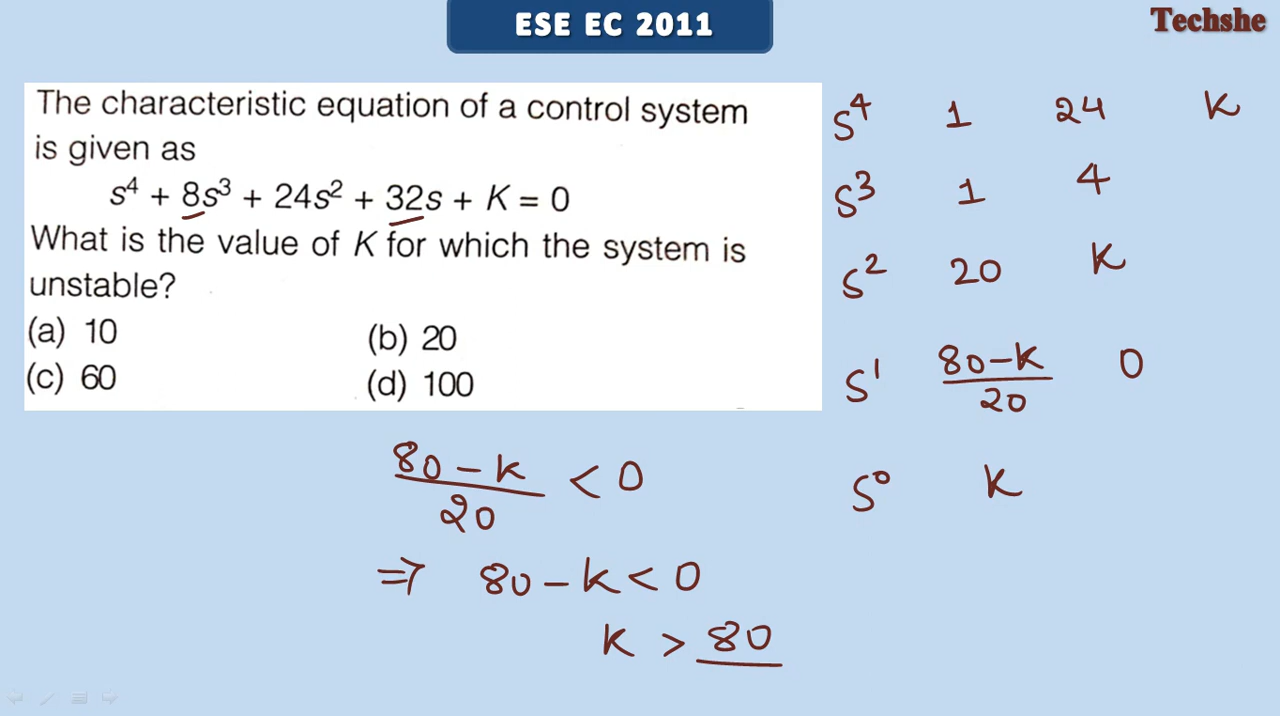 ESE EC 2011
Techshe
The characteristic equation of a control system
is given as
s⁴ + 8s³ + 24s² + 32s + K = 0
What is the value of K for which the system is
unstable?
(a) 10 (b) 20
(c) 60 (d) 100
S⁴ 1 24 K
S³ 1 4
S² 20 K
S¹ 80-K/20 0
S⁰ K
80-K/20 < 0
⇒ 80-K < 0
K > 80